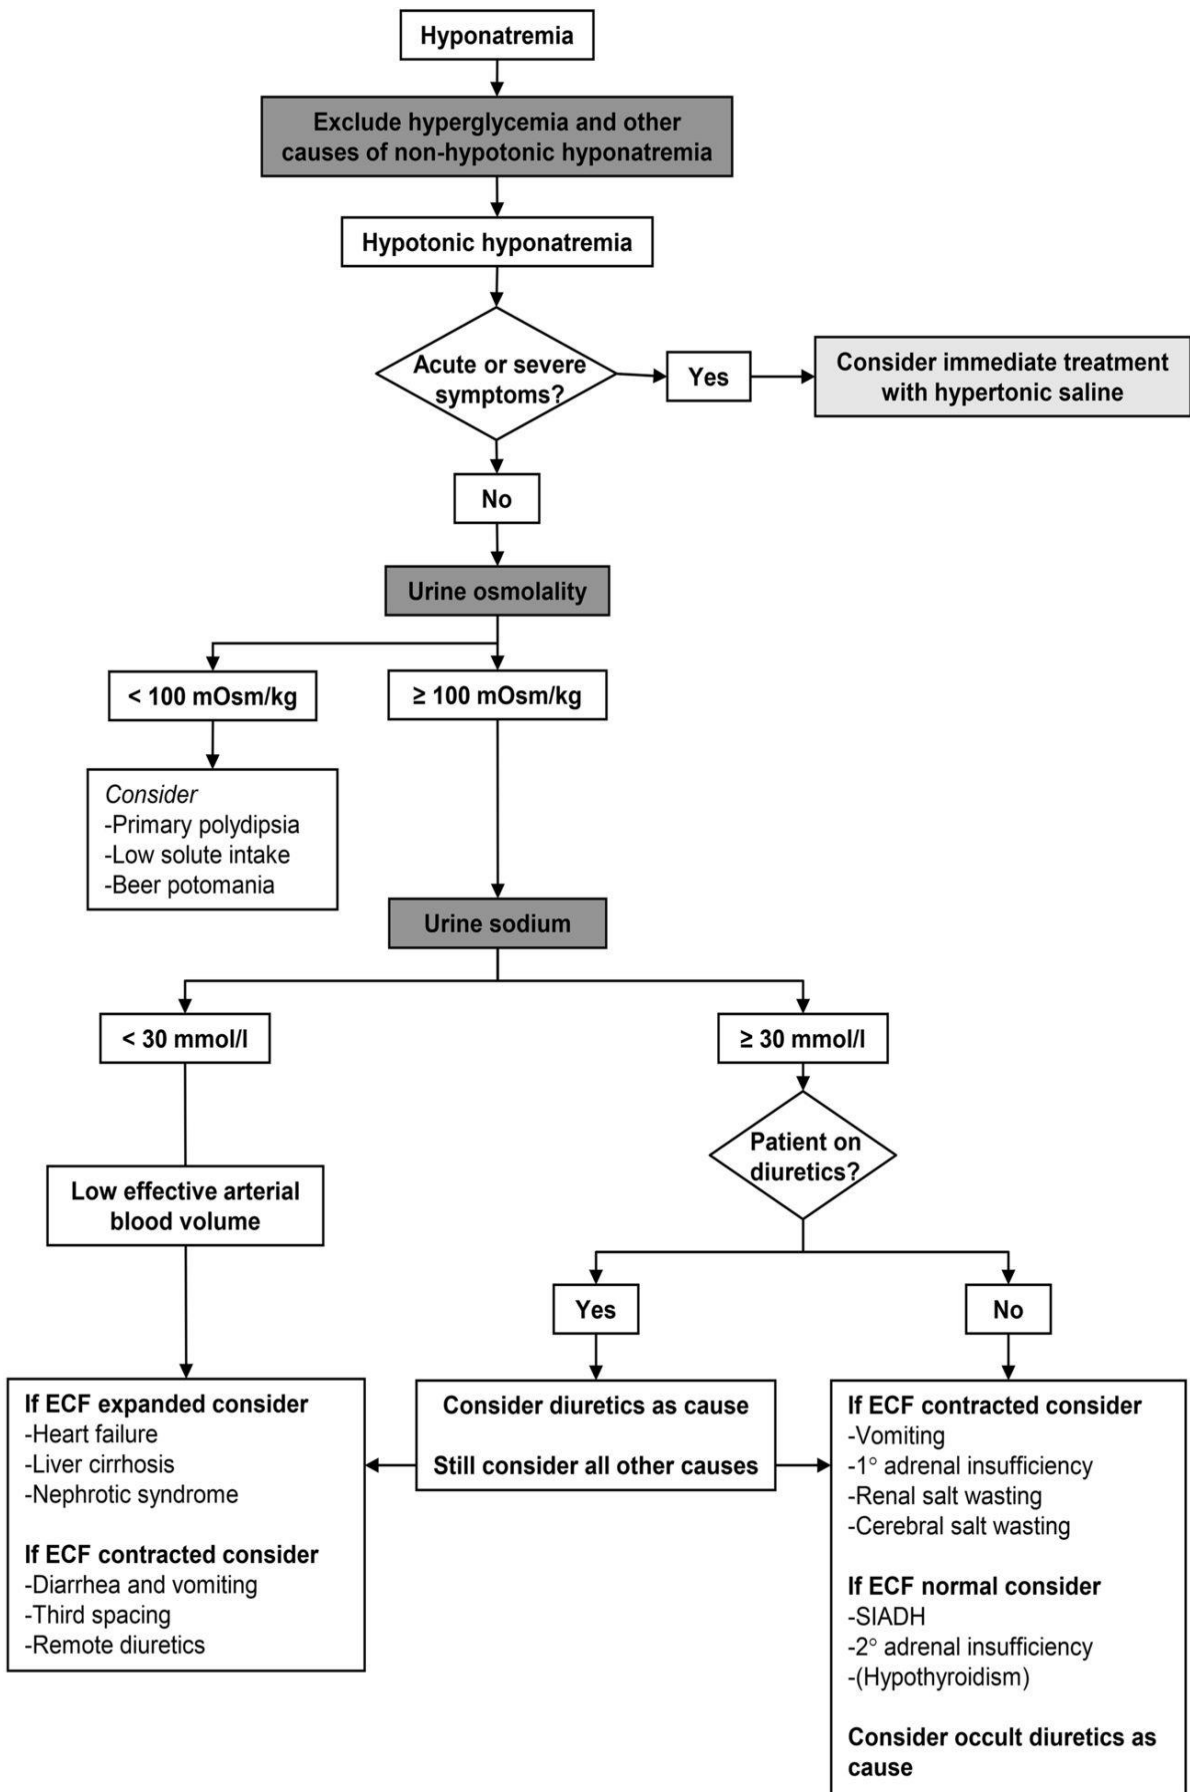 Hyponatremia
Exclude hyperglycemia and other
causes of non-hypotonic hyponatremia
Hypotonic hyponatremia
Acute or severe
symptoms?
Yes
Consider immediate treatment
with hypertonic saline
No
Urine osmolality
< 100 mOsm/kg
≥ 100 mOsm/kg
Consider
-Primary polydipsia
-Low solute intake
-Beer potomania
Urine sodium
< 30 mmol/l
≥ 30 mmol/l
Patient on
diuretics?
Low effective arterial
blood volume
Yes
No
If ECF expanded consider
-Heart failure
-Liver cirrhosis
-Nephrotic syndrome
If ECF contracted consider
-Diarrhea and vomiting
-Third spacing
-Remote diuretics
Consider diuretics as cause
Still consider all other causes
If ECF contracted consider
-Vomiting
-1° adrenal insufficiency
-Renal salt wasting
-Cerebral salt wasting
If ECF normal consider
-SIADH
-2° adrenal insufficiency
-(Hypothyroidism)
Consider occult diuretics as
cause